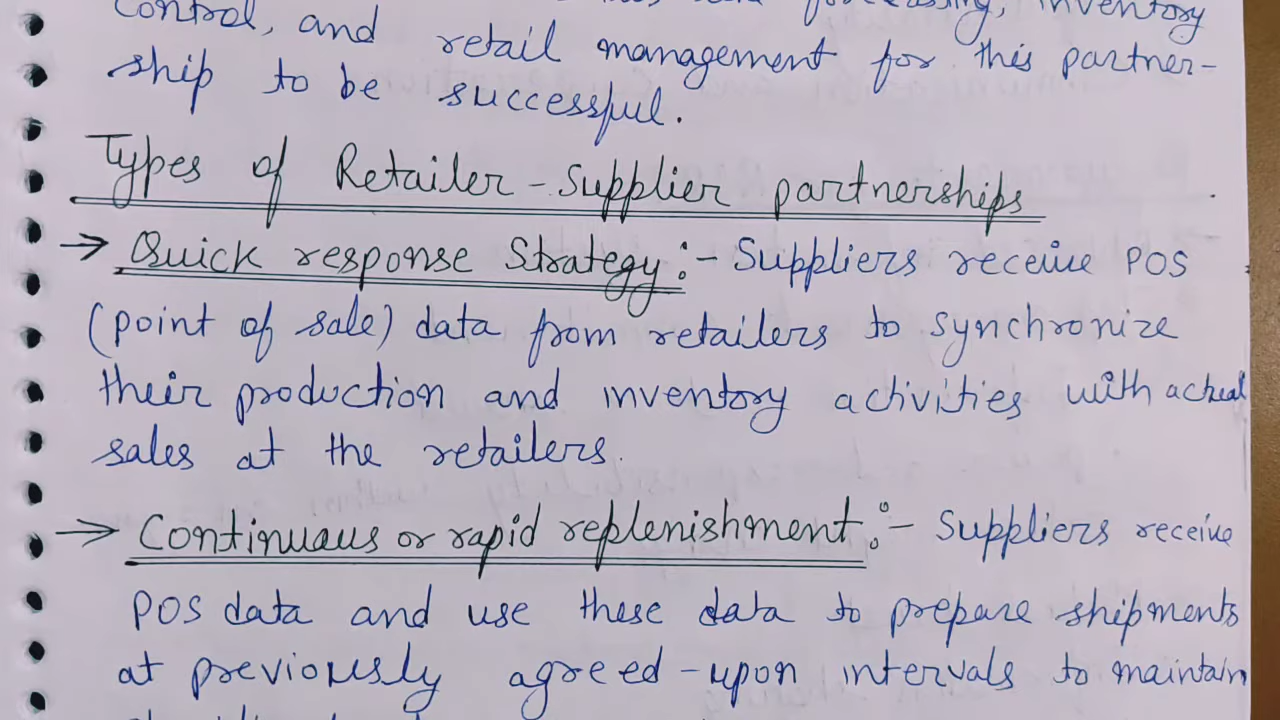 control, and forecasting, inventory
retail management for this partner-
ship to be successful.
Types of Retailer-Supplier partnerships
→ Quick response Strategy:- Suppliers receive POS
(point of sale) data from retailers to synchronize
their production and inventory activities with actual
sales at the retailers.
→ Continuous or rapid replenishment:- Suppliers receive
POS data and use these data to prepare shipments
at previously agreed-upon intervals to maintain